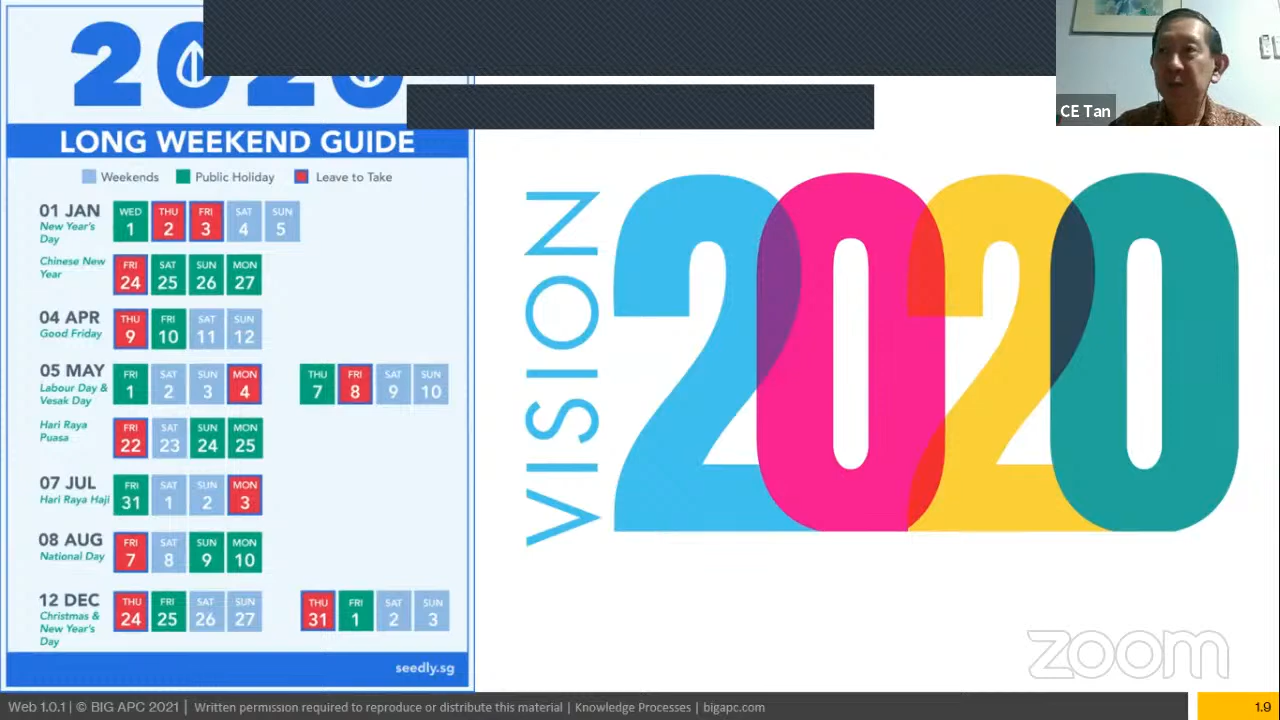 2020
LONG WEEKEND GUIDE
Weekends Public Holiday Leave to Take
01 JAN
New Year's
Day
WED THU FRI SAT SUN
1 2 3 4 5
Chinese New
Year
FRI SAT SUN MON
24 25 26 27
04 APR
Good Friday
THU FRI SAT SUN
9 10 11 12
05 MAY
Labour Day &
Vesak Day
FRI SAT SUN MON THU FRI SAT SUN
1 2 3 4 7 8 9 10
Hari Raya
Puasa
FRI SAT SUN MON
22 23 24 25
07 JUL
Hari Raya Haji
FRI SAT SUN MON
31 1 2 3
08 AUG
National Day
FRI SAT SUN MON
7 8 9 10
12 DEC
Christmas &
New Year's
Day
THU FRI SAT SUN THU FRI SAT SUN
24 25 26 27 31 1 2 3
seedly.sg
VISION
2020
CE Tan
zoom
Web 1.0.1 | © BIG APC 2021 | Written permission required to reproduce or distribute this material | Knowledge Processes | bigapc.com
1.9